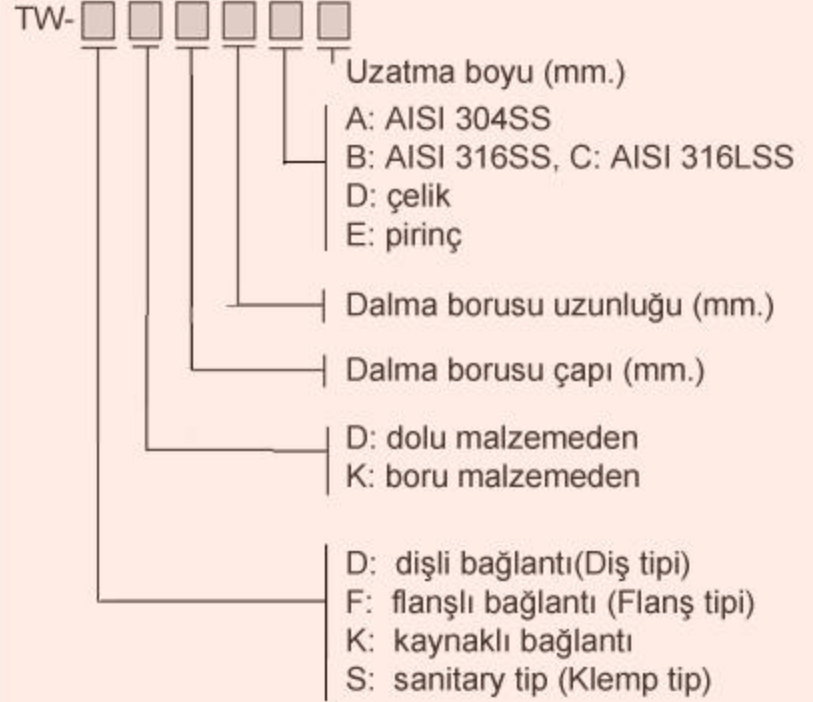 TW-
Uzatma boyu (mm.)
A: AISI 304SS
B: AISI 316SS, C: AISI 316LSS
D: çelik
E: pirinç
Dalma borusu uzunluğu (mm.)
Dalma borusu çapı (mm.)
D: dolu malzemeden
K: boru malzemeden
D: dişli bağlantı(Diş tipi)
F: flanşlı bağlantı (Flanş tipi)
K: kaynaklı bağlantı
S: sanitary tip (Klemp tip)